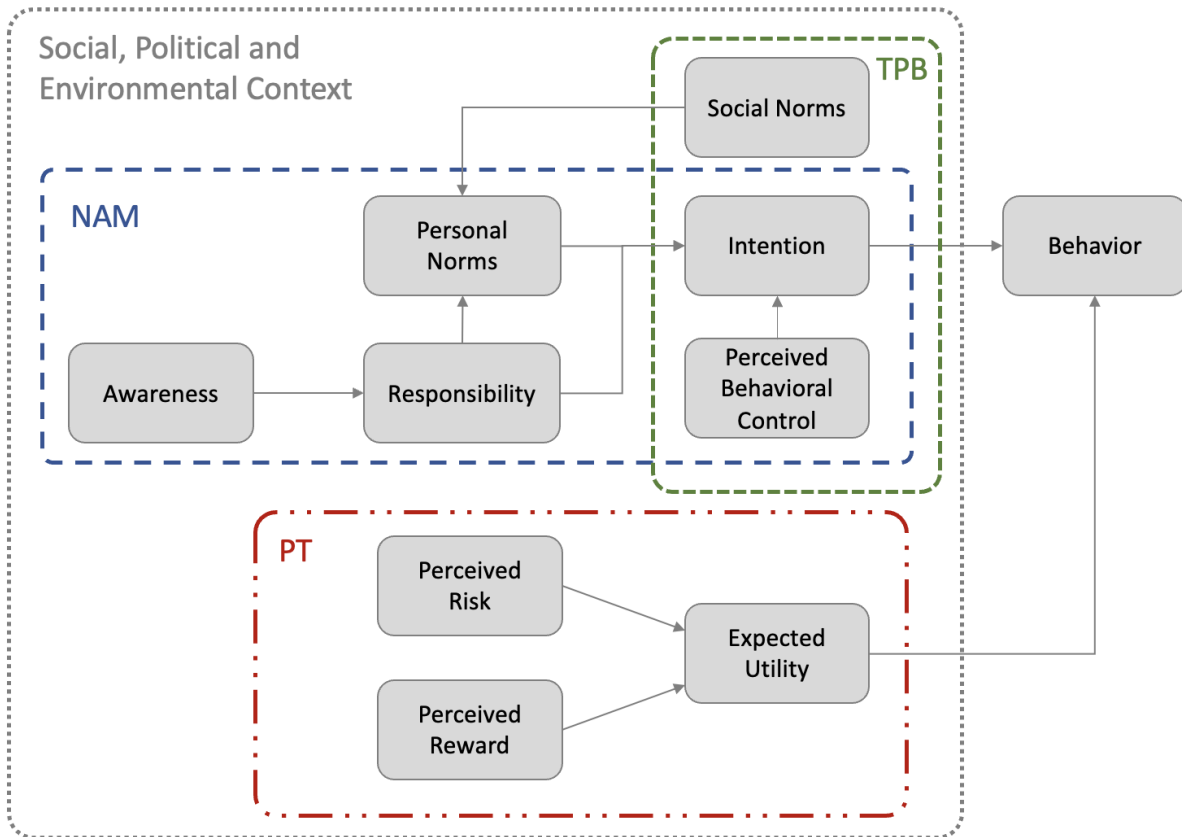 Social, Political and
Environmental Context
TPB
Social Norms
NAM
Personal
Norms
Intention
Behavior
Awareness
Responsibility
Perceived
Behavioral
Control
PT
Perceived
Risk
Expected
Utility
Perceived
Reward